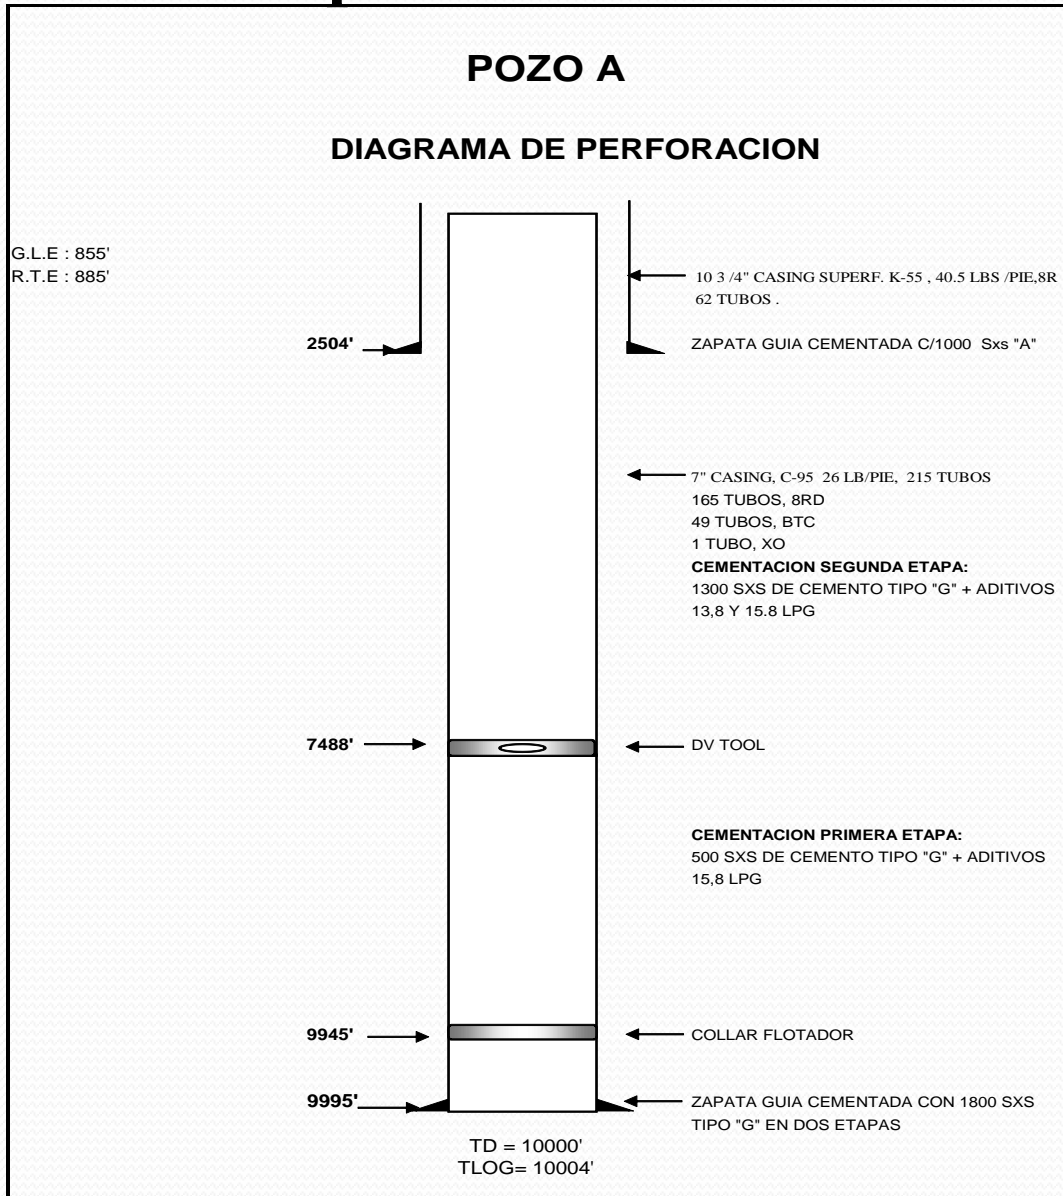 POZO A
DIAGRAMA DE PERFORACION
G.L.E : 855'
R.T.E : 885'
10 3 /4" CASING SUPERF. K-55 , 40.5 LBS /PIE,8R
62 TUBOS .
2504'
ZAPATA GUIA CEMENTADA C/1000 Sxs "A"
7" CASING, C-95 26 LB/PIE, 215 TUBOS
165 TUBOS, 8RD
49 TUBOS, BTC
1 TUBO, XO
CEMENTACION SEGUNDA ETAPA:
1300 SXS DE CEMENTO TIPO "G" + ADITIVOS
13,8 Y 15.8 LPG
7488'
DV TOOL
CEMENTACION PRIMERA ETAPA:
500 SXS DE CEMENTO TIPO "G" + ADITIVOS
15,8 LPG
9945'
COLLAR FLOTADOR
9995'
ZAPATA GUIA CEMENTADA CON 1800 SXS
TIPO "G" EN DOS ETAPAS
TD = 10000'
TLOG= 10004'